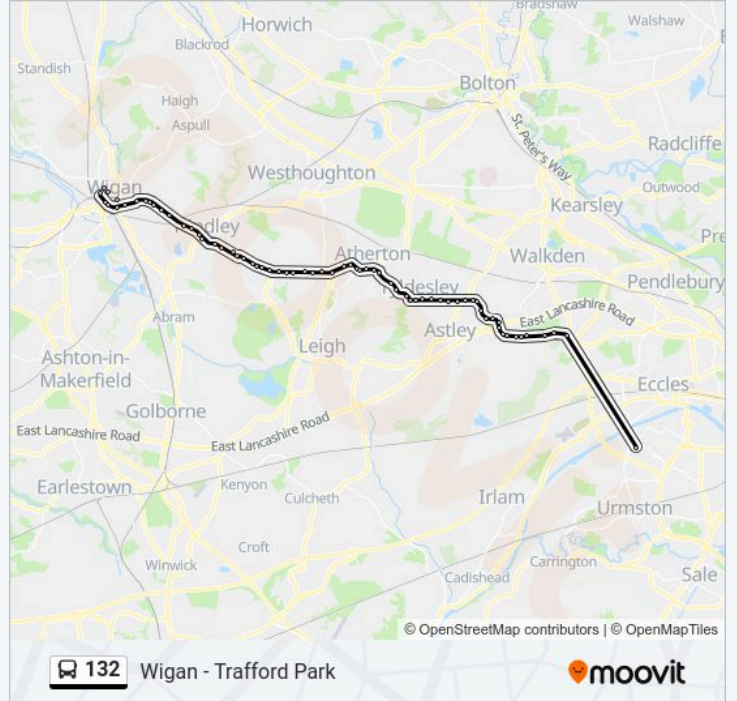 Bradshaw
Horwich
Walshaw
Blackrod
Standish
Bolton
Haigh
Aspull
St. Peter's Way
Radcliffe
Westhoughton
Wigan
Outwood
Kearsley
Pre
Atherton
Walkden
Pendlebury
East Lancashire Road
Abram
Astley
Leigh
Ashton-in-
Makerfield
Eccles
Golborne
East Lancashire Road
East Lancashire Road
Earlestown
Kenyon
Culcheth
Irlam
Urmston
Croft
Winwick
Carrington
Cadishead
Sale
© OpenStreetMap contributors | © OpenMapTiles
132 Wigan - Trafford Park
moovit